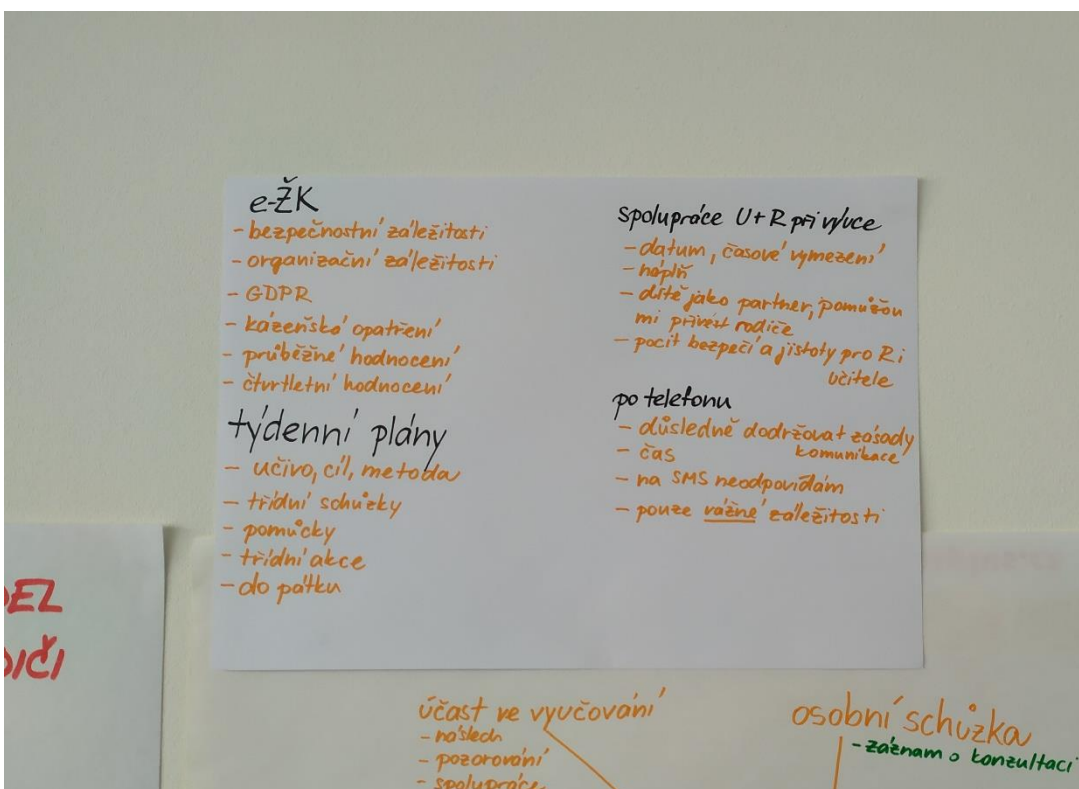 e-ŽK
- bezpečnostní záležitosti
- organizační záležitosti
- GDPR
- kázeňská opatření
- průběžné hodnocení
- čtvrtletní hodnocení
týdenní plány
- učivo, cíl, metoda
- třídní schůzky
- pomůcky
- třídní akce
- do pátku
spolupráce U+R při výuce
- datum, časové vymezení
- náplň
- dítě jako partner, pomůžou
mi přivést rodiče
- pocit bezpečí a jistoty pro R i
učitele
po telefonu
- důsledně dodržovat zásady
komunikace
- čas
- na SMS neodpovídám
- pouze vážné záležitosti
DEL
DIČI
účast ve vyučování
- náslech
- pozorování
- spolupráce
osobní schůzka
- záznam o konzultaci